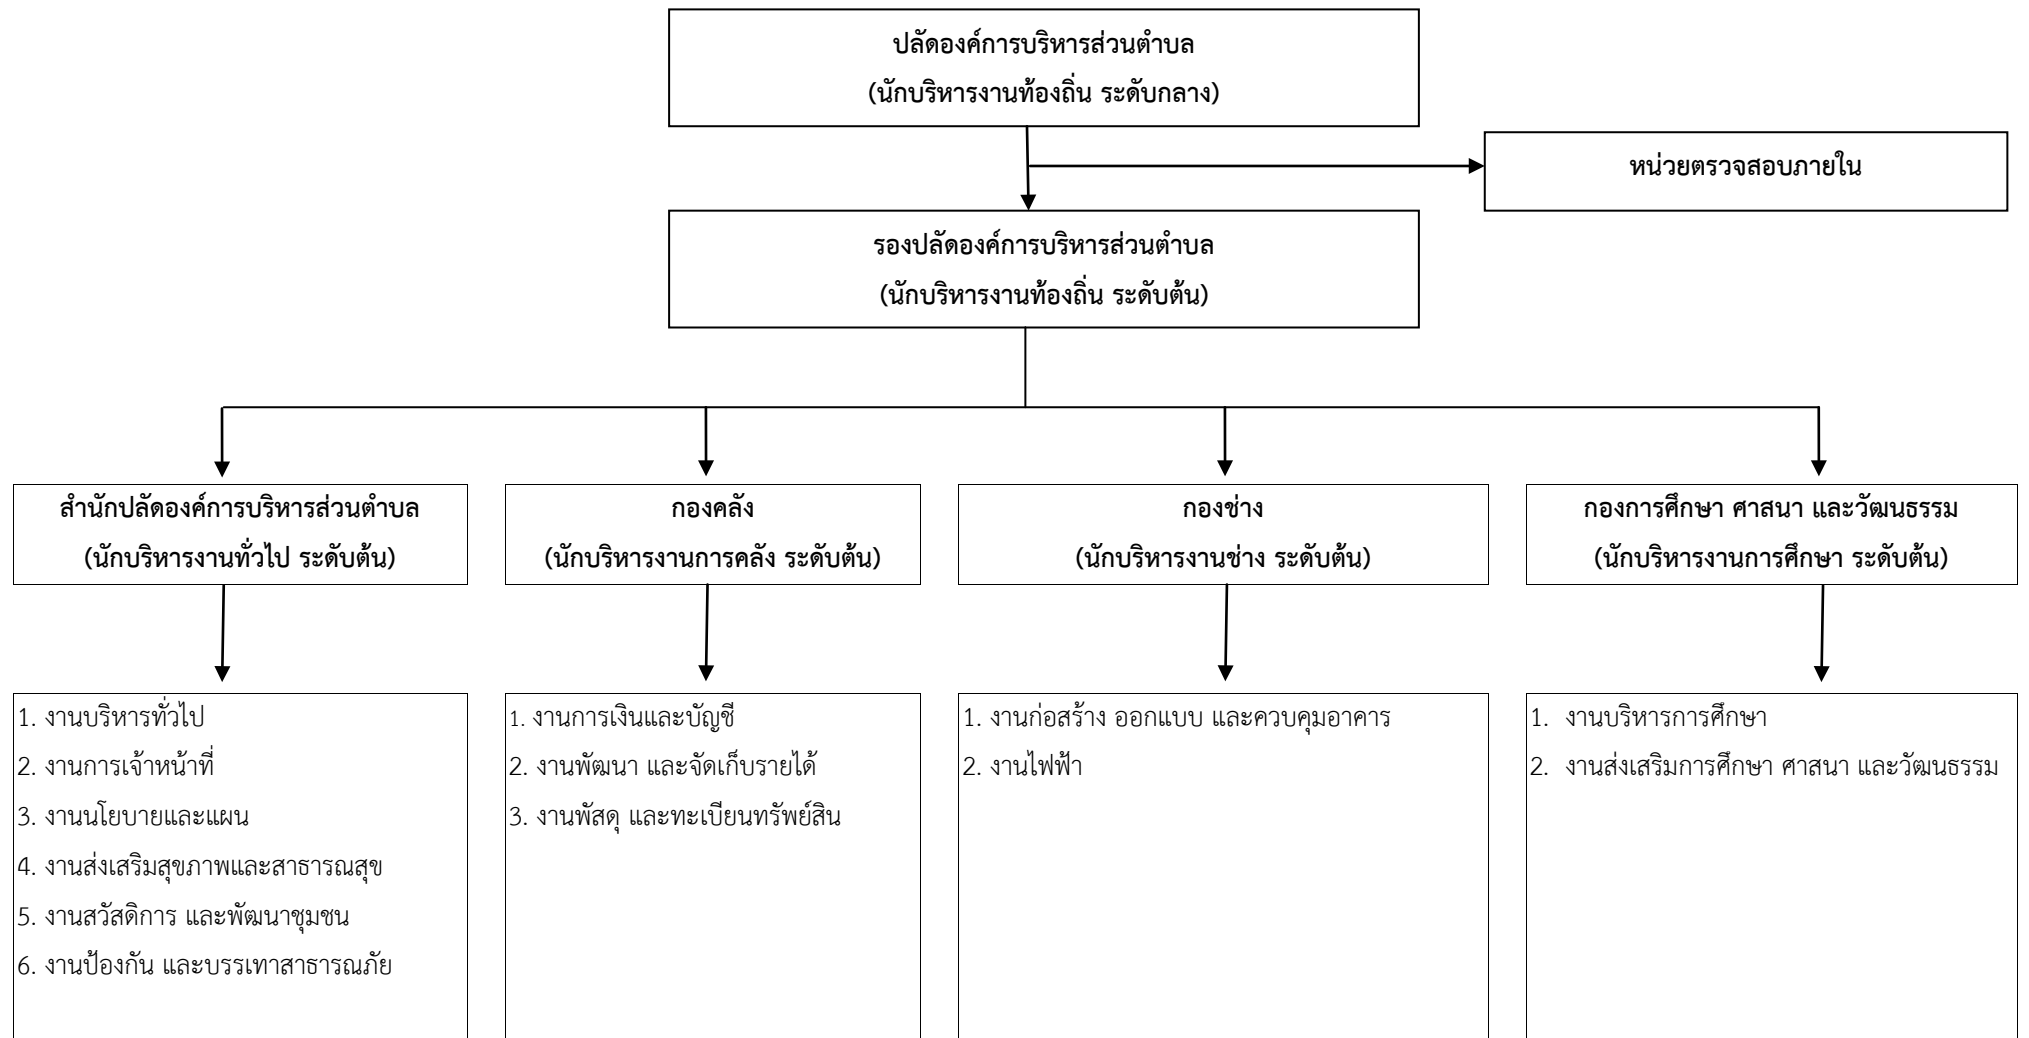 ปลัดองค์การบริหารส่วนตำบล
(นักบริหารงานท้องถิ่น ระดับกลาง)
หน่วยตรวจสอบภายใน
รองปลัดองค์การบริหารส่วนตำบล
(นักบริหารงานท้องถิ่น ระดับต้น)
สำนักปลัดองค์การบริหารส่วนตำบล
(นักบริหารงานทั่วไป ระดับต้น)
กองคลัง
(นักบริหารงานการคลัง ระดับต้น)
กองช่าง
(นักบริหารงานช่าง ระดับต้น)
กองการศึกษา ศาสนา และวัฒนธรรม
(นักบริหารงานการศึกษา ระดับต้น)
1. งานบริหารทั่วไป
2. งานการเจ้าหน้าที่
3. งานนโยบายและแผน
4. งานส่งเสริมสุขภาพและสาธารณสุข
5. งานสวัสดิการ และพัฒนาชุมชน
6. งานป้องกัน และบรรเทาสาธารณภัย
1. งานการเงินและบัญชี
2. งานพัฒนา และจัดเก็บรายได้
3. งานพัสดุ และทะเบียนทรัพย์สิน
1. งานก่อสร้าง ออกแบบ และควบคุมอาคาร
2. งานไฟฟ้า
1. งานบริหารการศึกษา
2. งานส่งเสริมการศึกษา ศาสนา และวัฒนธรรม